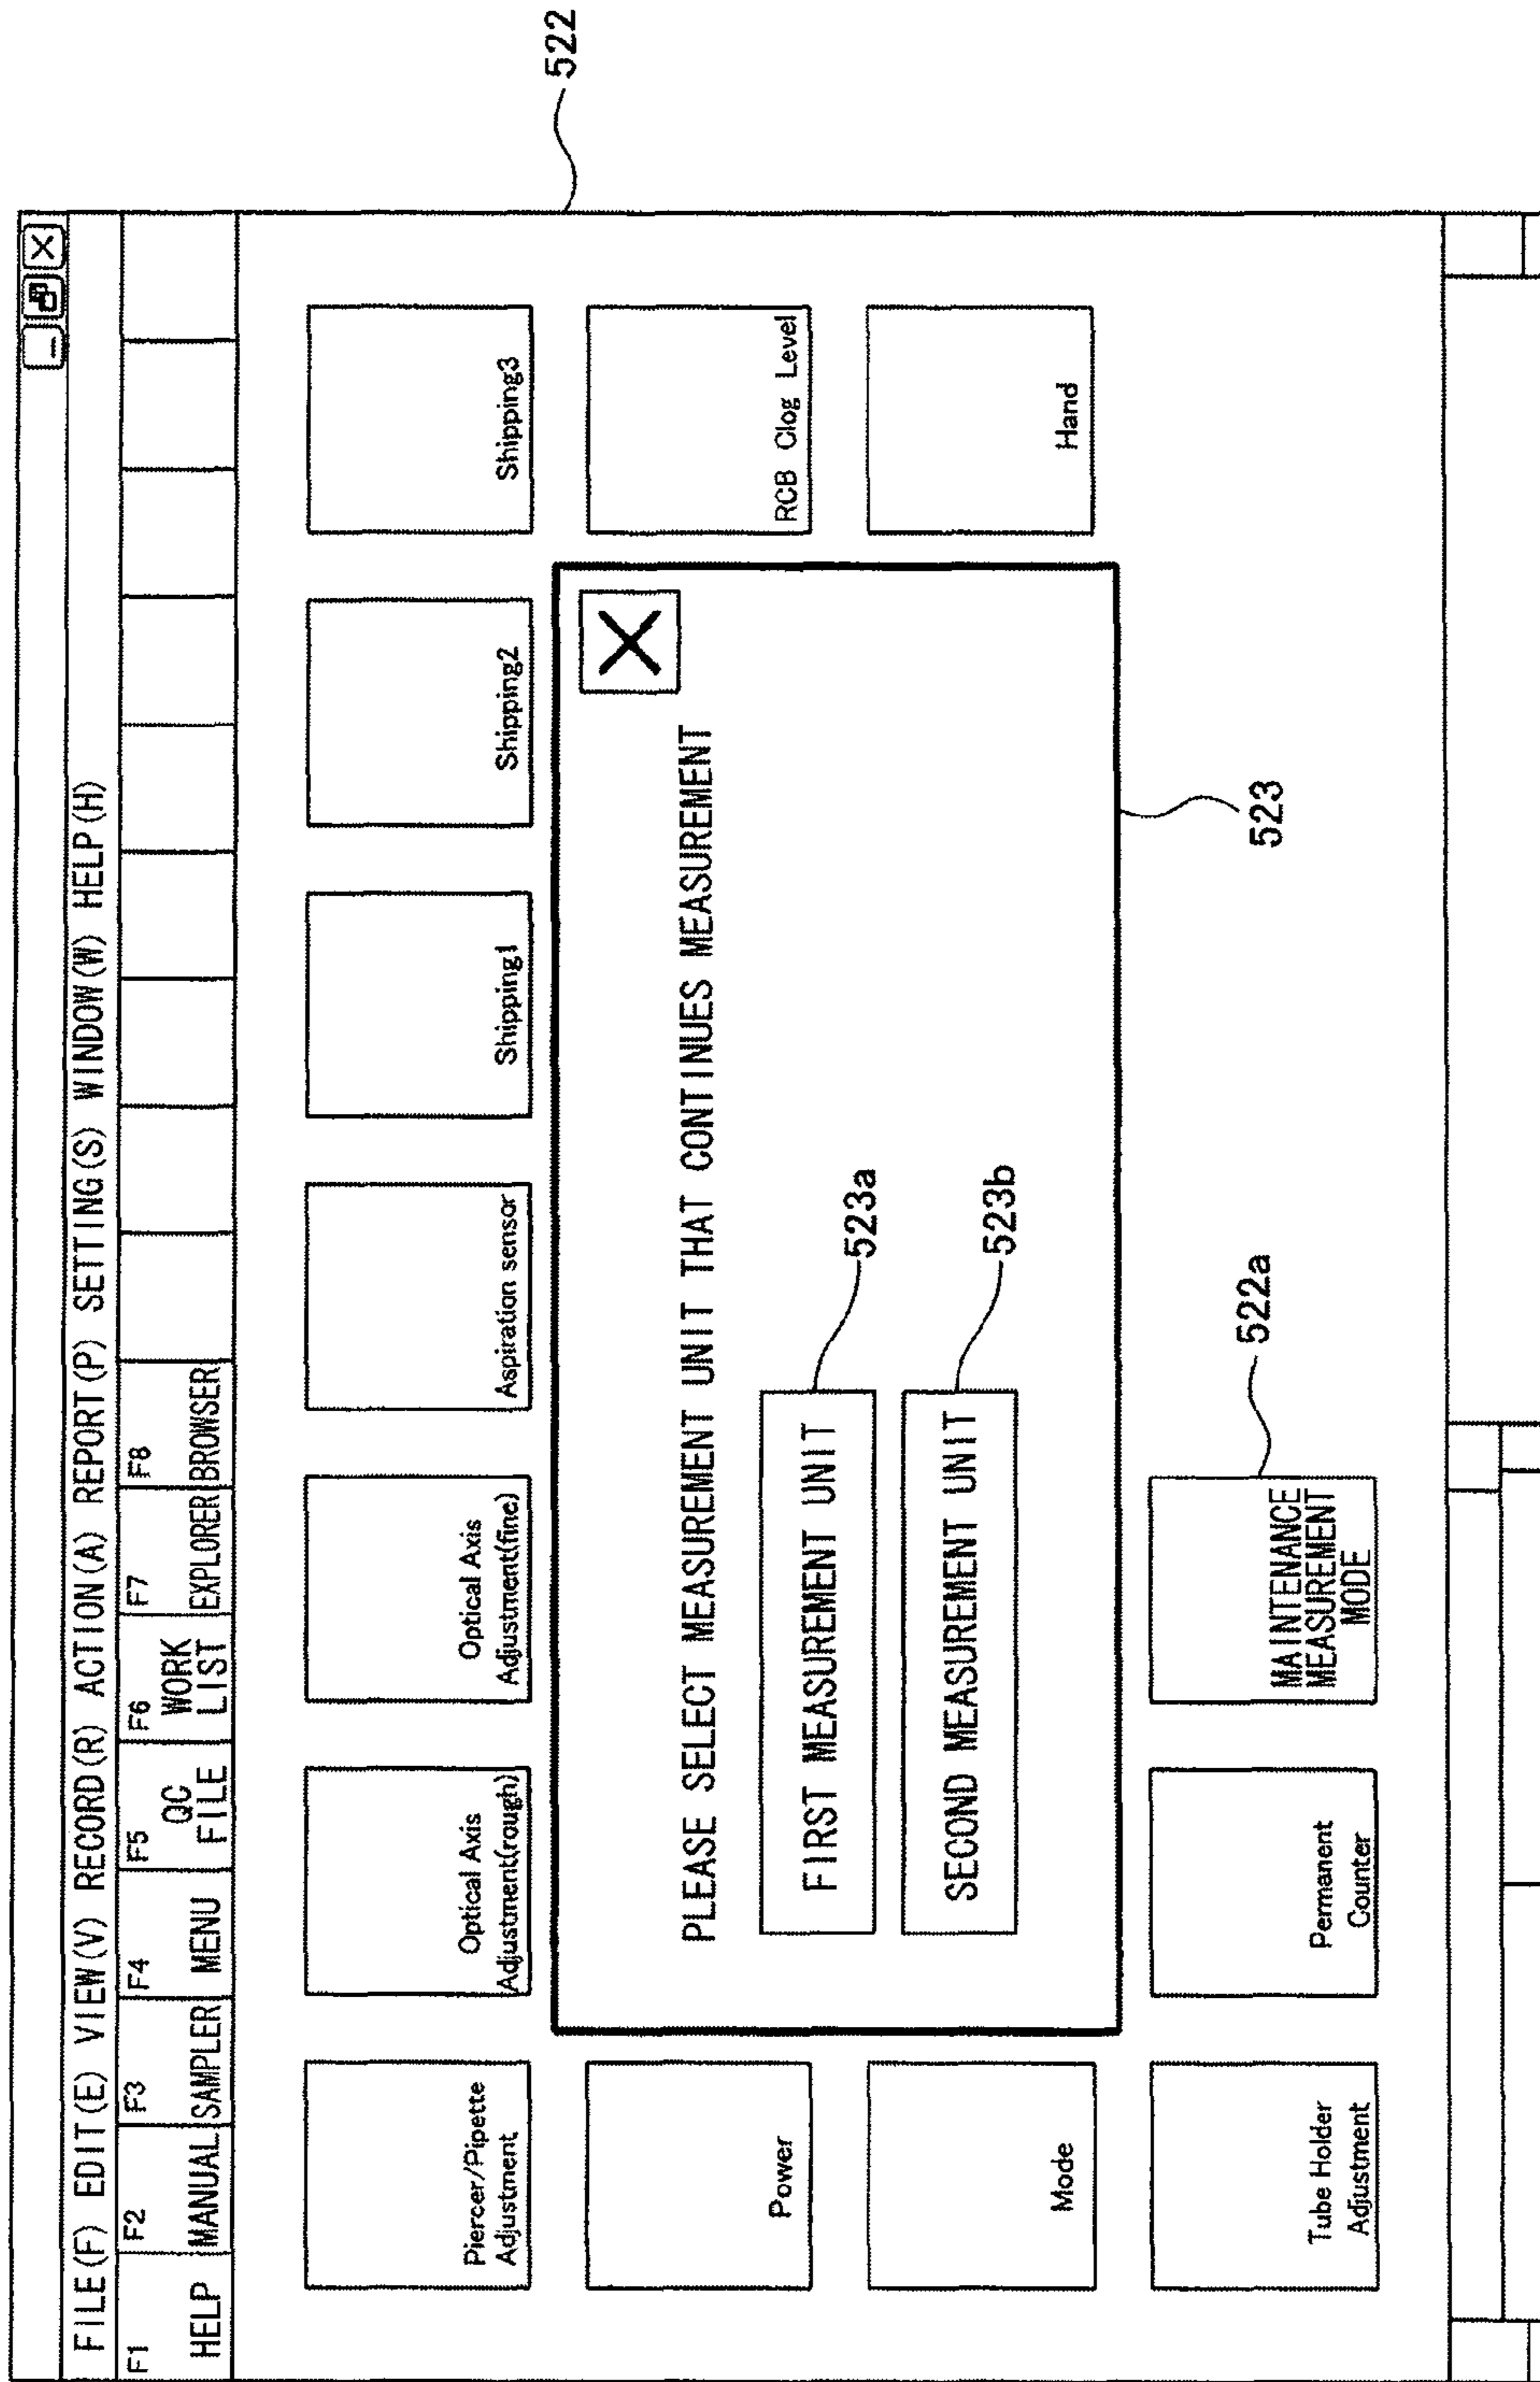 FILE(F) EDIT(E) VIEW(V) RECORD(R) ACTION(A) REPORT(P) SETTING(S) WINDOW(W) HELP(H)
F1 F2 F3 F4 F5 F6 F7 F8
HELP MANUAL SAMPLER MENU QC FILE WORK LIST EXPLORER BROWSER
Piercer/Pipette
Adjustment
Optical Axis
Adjustment(rough)
Optical Axis
Adjustment(fine)
Aspiration sensor
Shipping1
Shipping2
Shipping3
522
Power
RCB Clog Level
PLEASE SELECT MEASUREMENT UNIT THAT CONTINUES MEASUREMENT
FIRST MEASUREMENT UNIT
523a
SECOND MEASUREMENT UNIT
523b
Mode
Hand
523
Tube Holder
Adjustment
Permanent
Counter
MAINTENANCE
MEASUREMENT
MODE
522a